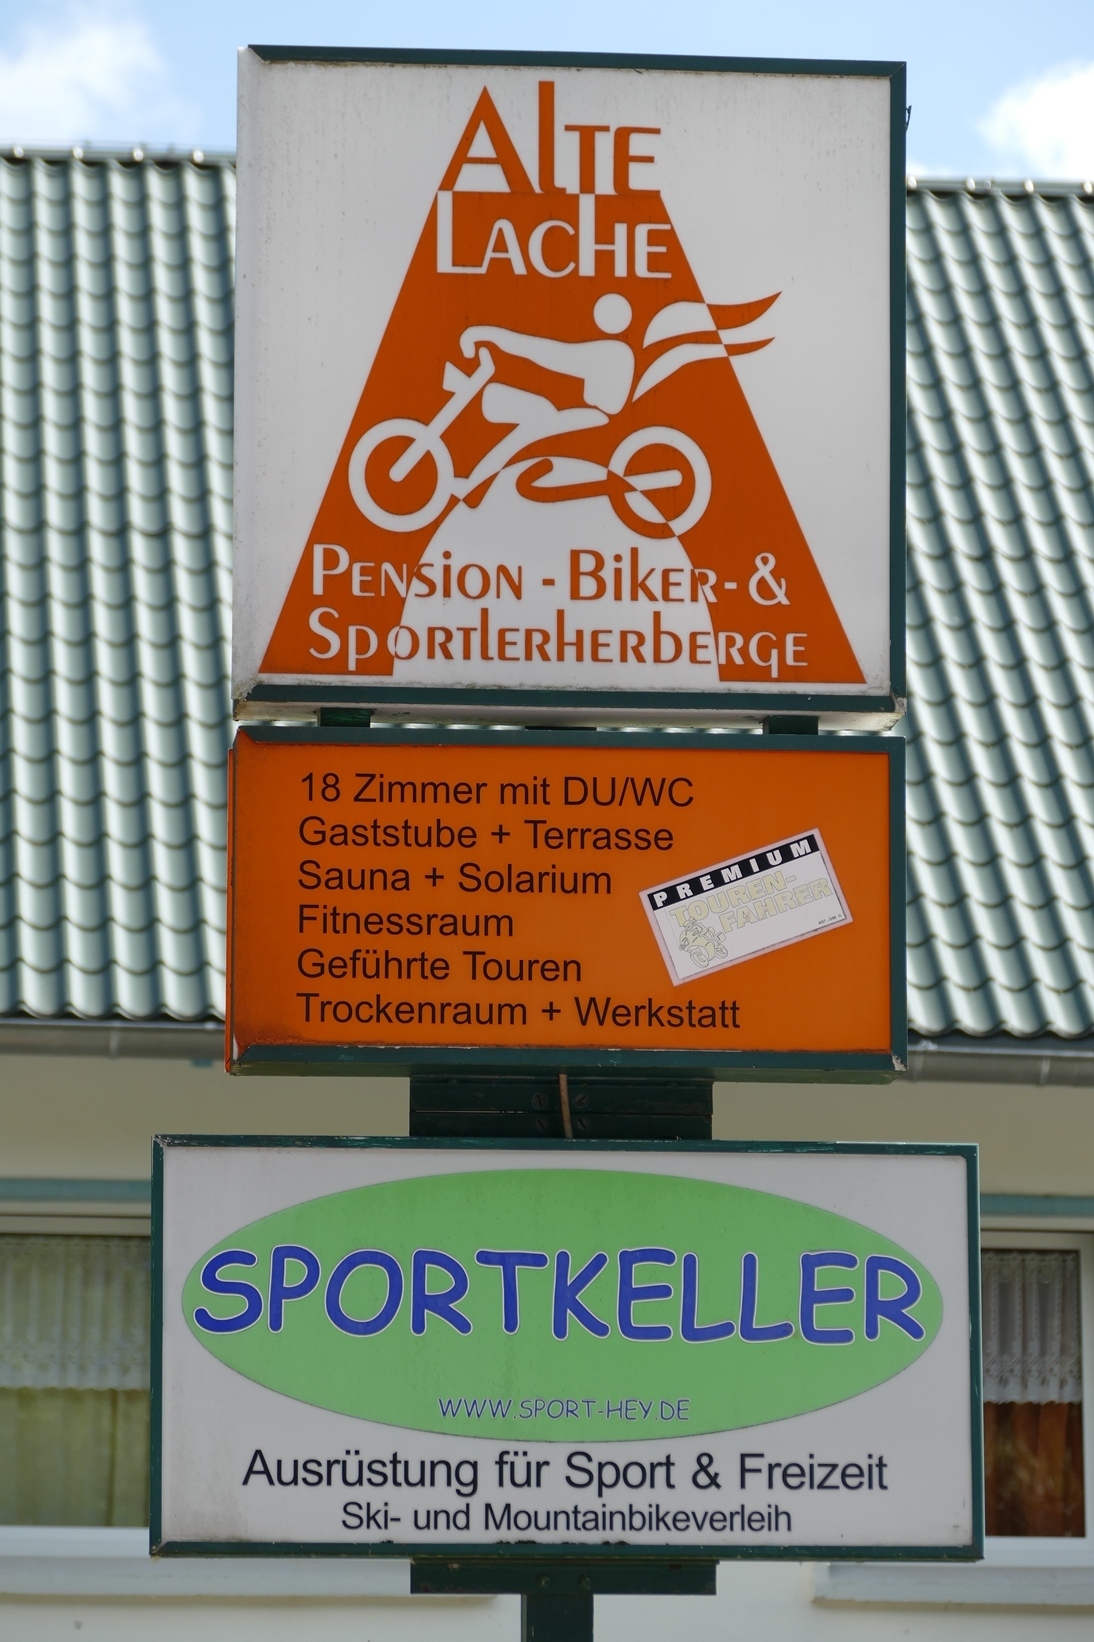 Alte
Lache
Pension - Biker- &
Sportlerherberge
18 Zimmer mit DU/WC
Gaststube + Terrasse
Sauna + Solarium
Fitnessraum
Geführte Touren
Trockenraum + Werkstatt
PREMIUM
TOUREN-
FAHRER
SPORTKELLER
WWW.SPORT-HEY.DE
Ausrüstung für Sport & Freizeit
Ski- und Mountainbikeverleih